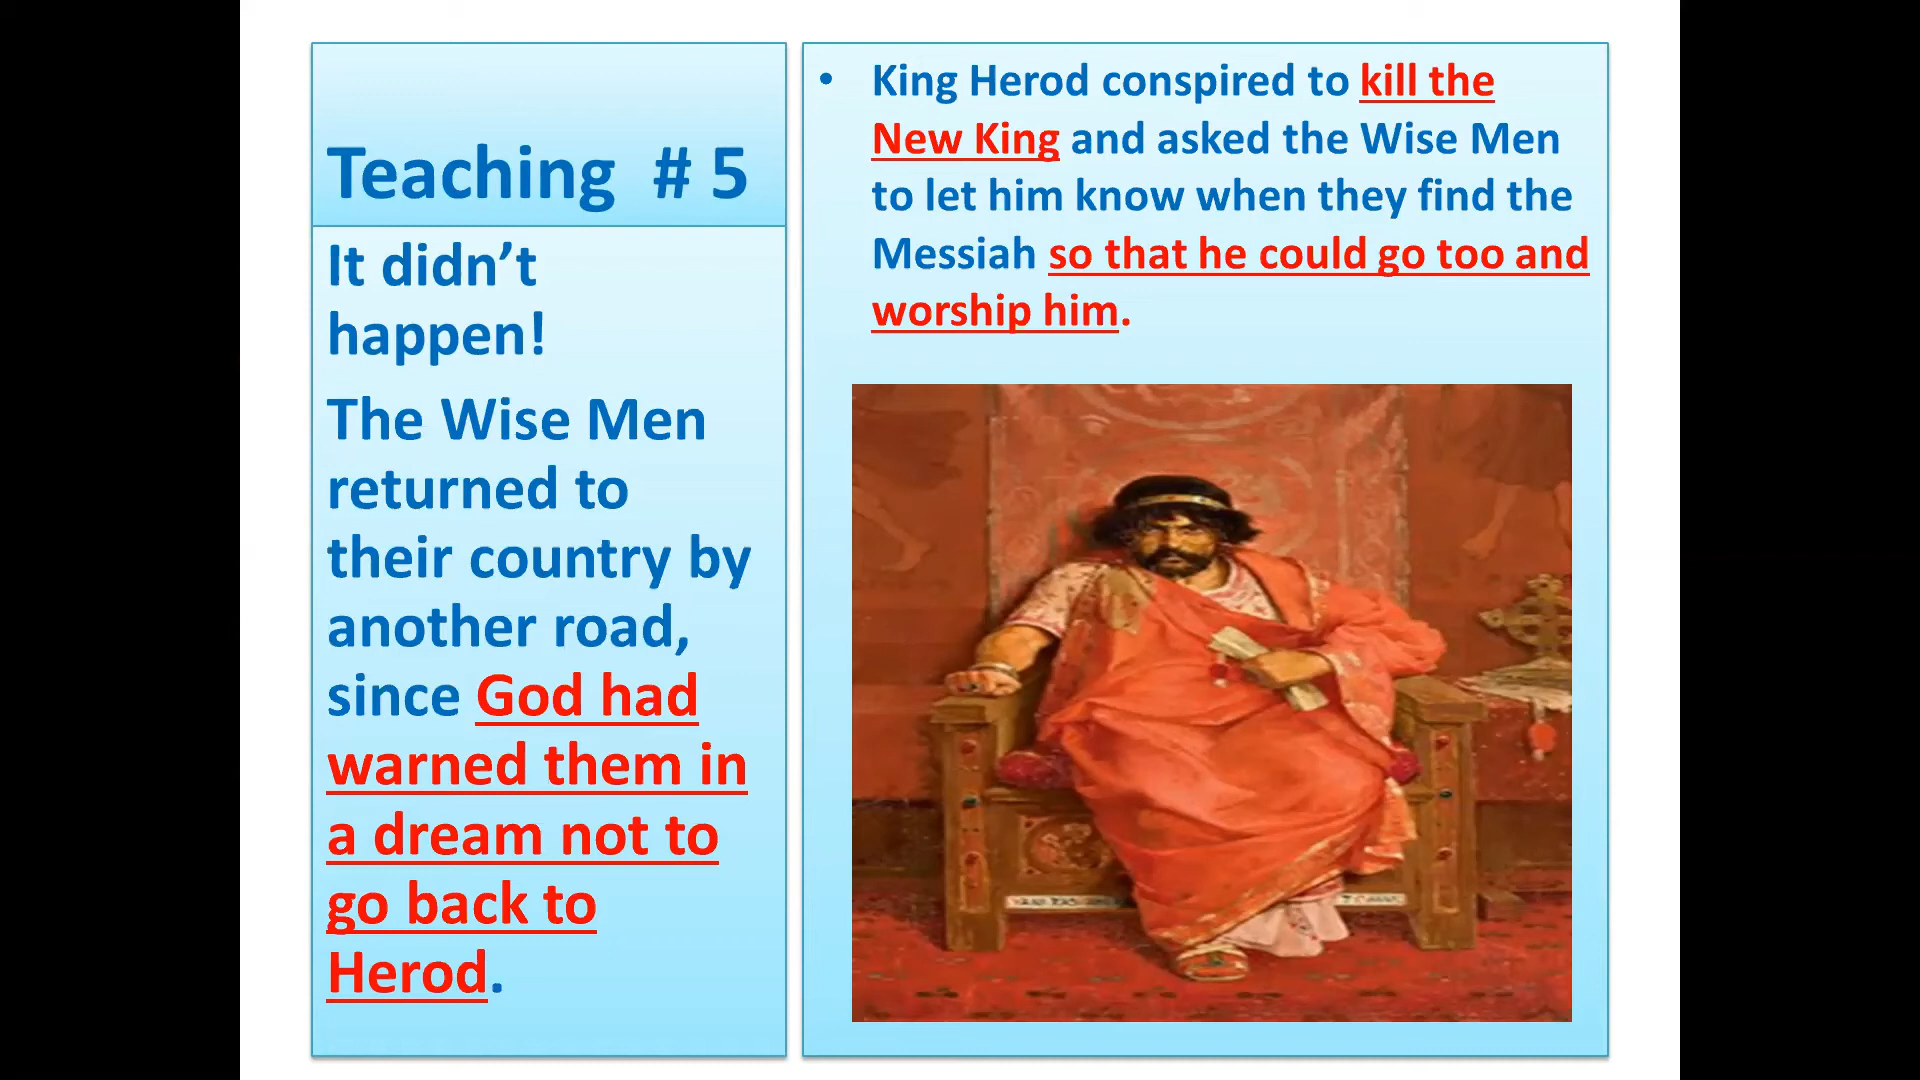 Teaching # 5
It didn’t
happen!
The Wise Men
returned to
their country by
another road,
since God had
warned them in
a dream not to
go back to
Herod.
• King Herod conspired to kill the
New King and asked the Wise Men
to let him know when they find the
Messiah so that he could go too and
worship him.